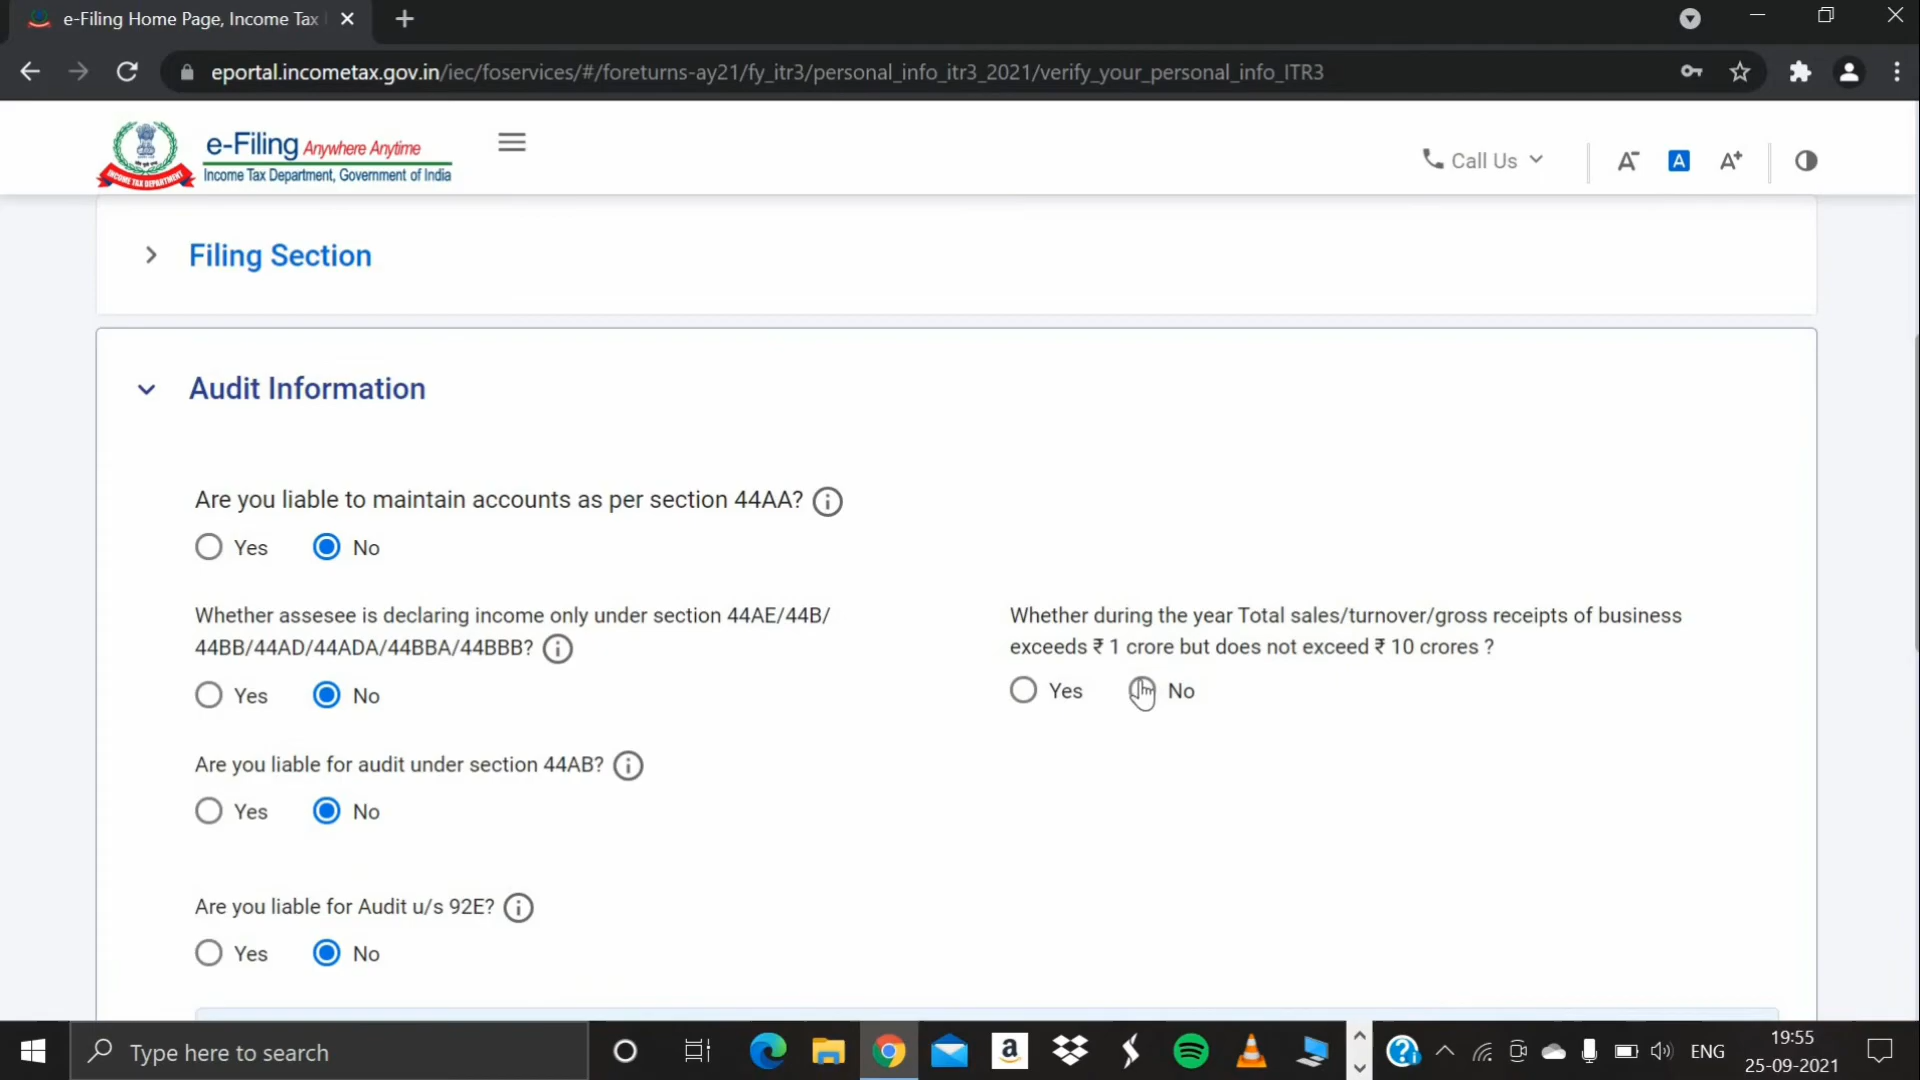 e-Filing Home Page, Income Tax
eportal.incometax.gov.in/iec/foservices/#/foreturns-ay21/fy_itr3/personal_info_itr3_2021/verify_your_personal_info_ITR3
e-Filing Anywhere Anytime
Income Tax Department, Government of India
INCOME TAX DEPARTMENT
Call Us
A-
A
A+
Filing Section
Audit Information
Are you liable to maintain accounts as per section 44AA?
Yes No
Whether assesee is declaring income only under section 44AE/44B/
44BB/44AD/44ADA/44BBA/44BBB?
Yes No
Whether during the year Total sales/turnover/gross receipts of business
exceeds ₹ 1 crore but does not exceed ₹ 10 crores ?
Yes No
Are you liable for audit under section 44AB?
Yes No
Are you liable for Audit u/s 92E?
Yes No
Type here to search
ENG
19:55
25-09-2021